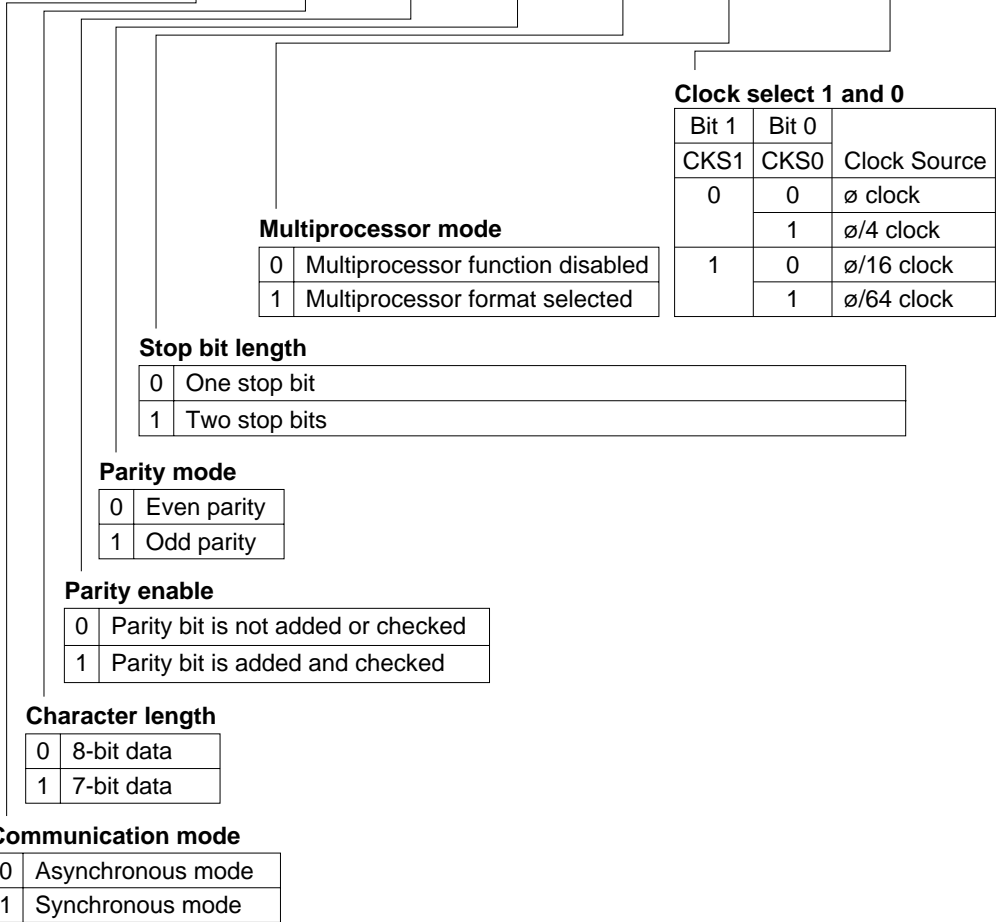 Clock select 1 and 0
Bit 1 Bit 0
CKS1 CKS0 Clock Source
0 0 ø clock
1 ø/4 clock
1 0 ø/16 clock
1 ø/64 clock
Multiprocessor mode
0 Multiprocessor function disabled
1 Multiprocessor format selected
Stop bit length
0 One stop bit
1 Two stop bits
Parity mode
0 Even parity
1 Odd parity
Parity enable
0 Parity bit is not added or checked
1 Parity bit is added and checked
Character length
0 8-bit data
1 7-bit data
Communication mode
0 Asynchronous mode
1 Synchronous mode